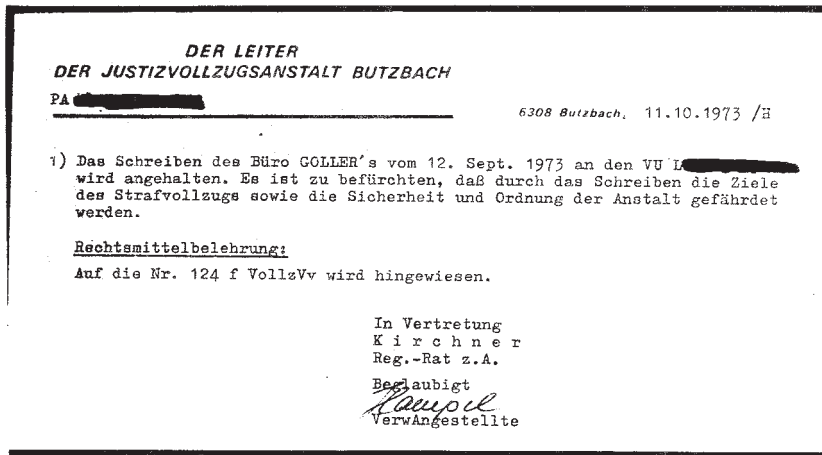 DER LEITER
DER JUSTIZVOLLZUGSANSTALT BUTZBACH
PA
6308 Butzbach, 11.10.1973 /H
1) Das Schreiben des Büro GOLLER's vom 12. Sept. 1973 an den VU
wird angehalten. Es ist zu befürchten, daß durch das Schreiben die Ziele
des Strafvollzugs sowie die Sicherheit und Ordnung der Anstalt gefährdet
werden.
Rechtsmittelbelehrung:
Auf die Nr. 124 f VollzVv wird hingewiesen.
In Vertretung
K i r c h n e r
Reg.-Rat z.A.
Beglaubigt
VerwAngestellte